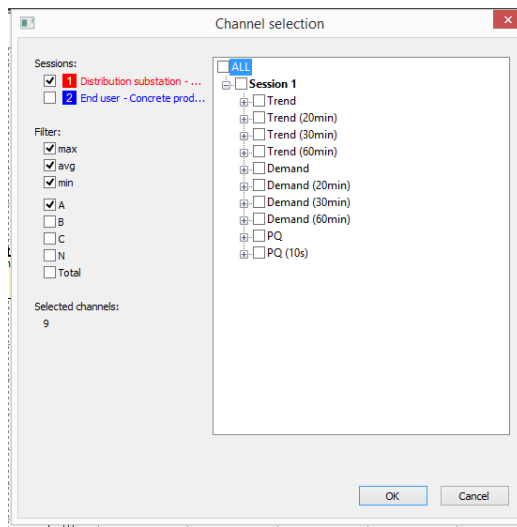 Channel selection
Sessions:
1 Distribution substation - ...
2 End user - Concrete prod...
Filter:
max
avg
min
A
B
C
N
Total
Selected channels:
9
ALL
Session 1
Trend
Trend (20min)
Trend (30min)
Trend (60min)
Demand
Demand (20min)
Demand (30min)
Demand (60min)
PQ
PQ (10s)
OK
Cancel